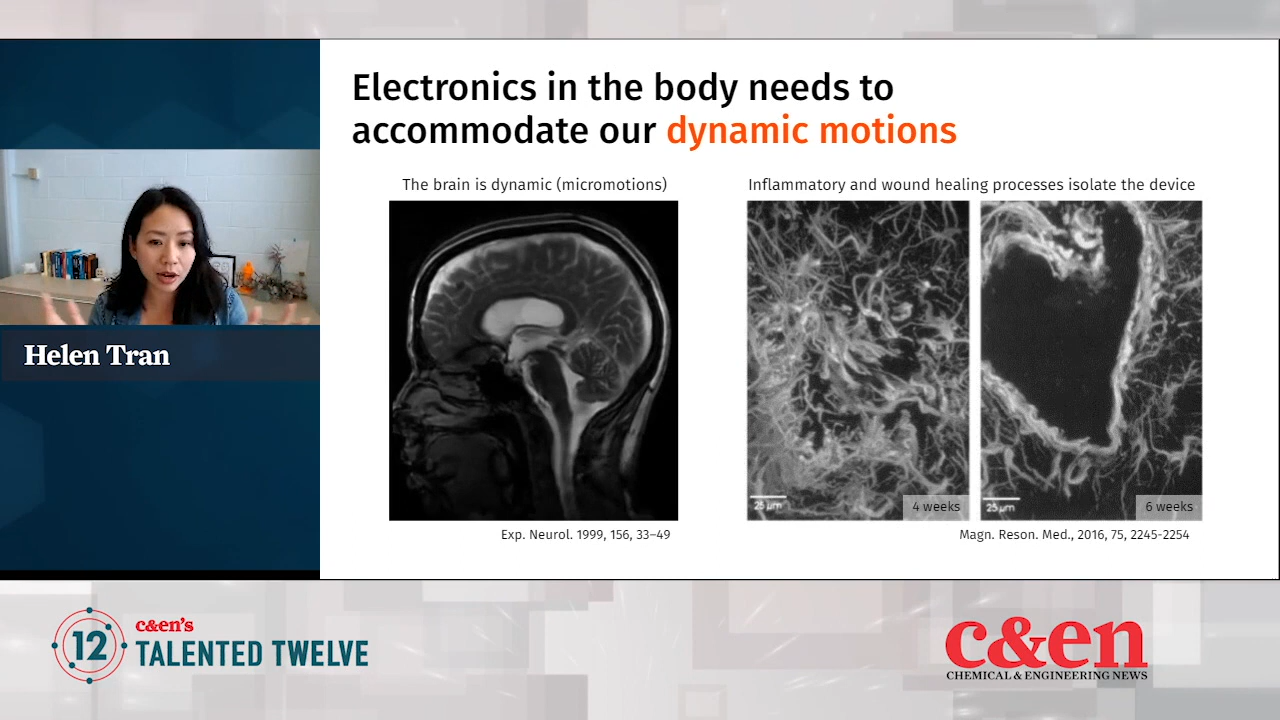 Electronics in the body needs to
accommodate our dynamic motions
The brain is dynamic (micromotions)
Inflammatory and wound healing processes isolate the device
25 µm
4 weeks
25 µm
6 weeks
Exp. Neurol. 1999, 156, 33–49
Magn. Reson. Med., 2016, 75, 2245-2254
Helen Tran
12
c&en's
TALENTED TWELVE
c&en
CHEMICAL & ENGINEERING NEWS